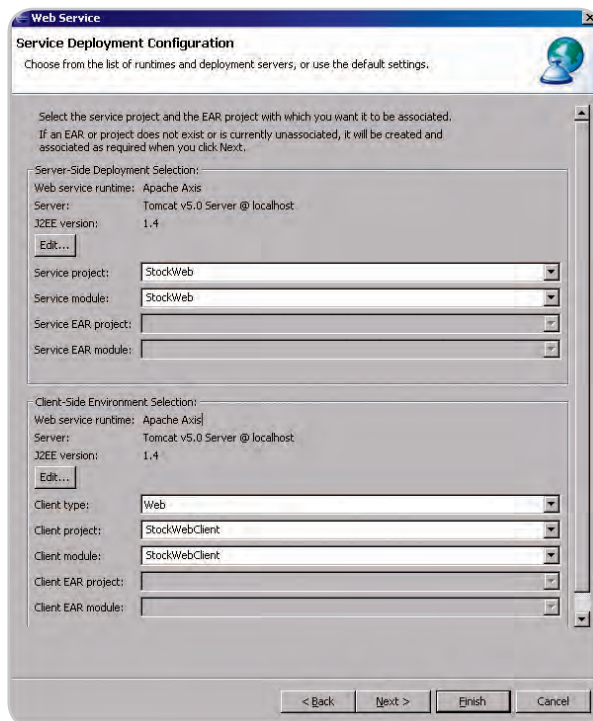 Web Service
Service Deployment Configuration
Choose from the list of runtimes and deployment servers, or use the default settings.
Select the service project and the EAR project with which you want it to be associated.
If an EAR or project does not exist or is currently unassociated, it will be created and
associated as required when you click Next.
Server-Side Deployment Selection:
Web service runtime: Apache Axis
Server: Tomcat v5.0 Server @ localhost
J2EE version: 1.4
Edit...
Service project: StockWeb
Service module: StockWeb
Service EAR project:
Service EAR module:
Client-Side Environment Selection:
Web service runtime: Apache Axis
Server: Tomcat v5.0 Server @ localhost
J2EE version: 1.4
Edit...
Client type: Web
Client project: StockWebClient
Client module: StockWebClient
Client EAR project:
Client EAR module:
< Back Next > Finish Cancel